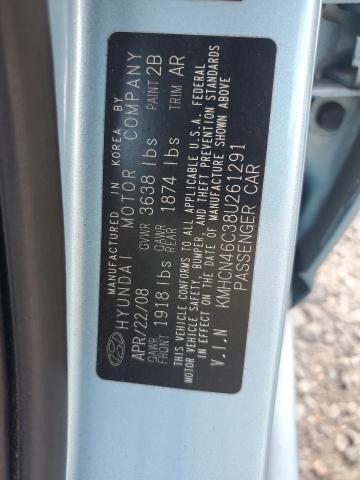 MANUFACTURED IN KOREA BY
HYUNDAI MOTOR COMPANY
APR/22/08 GVWR 3638 lbs PAINT 2B
GAWR FRONT 1918 lbs GAWR REAR 1874 lbs TRIM AR
THIS VEHICLE CONFORMS TO ALL APPLICABLE U.S.A. FEDERAL
MOTOR VEHICLE SAFETY, BUMPER, AND THEFT PREVENTION STANDARDS
IN EFFECT ON THE DATE OF MANUFACTURE SHOWN ABOVE
V.I.N KMHCN46C38U261291
PASSENGER CAR